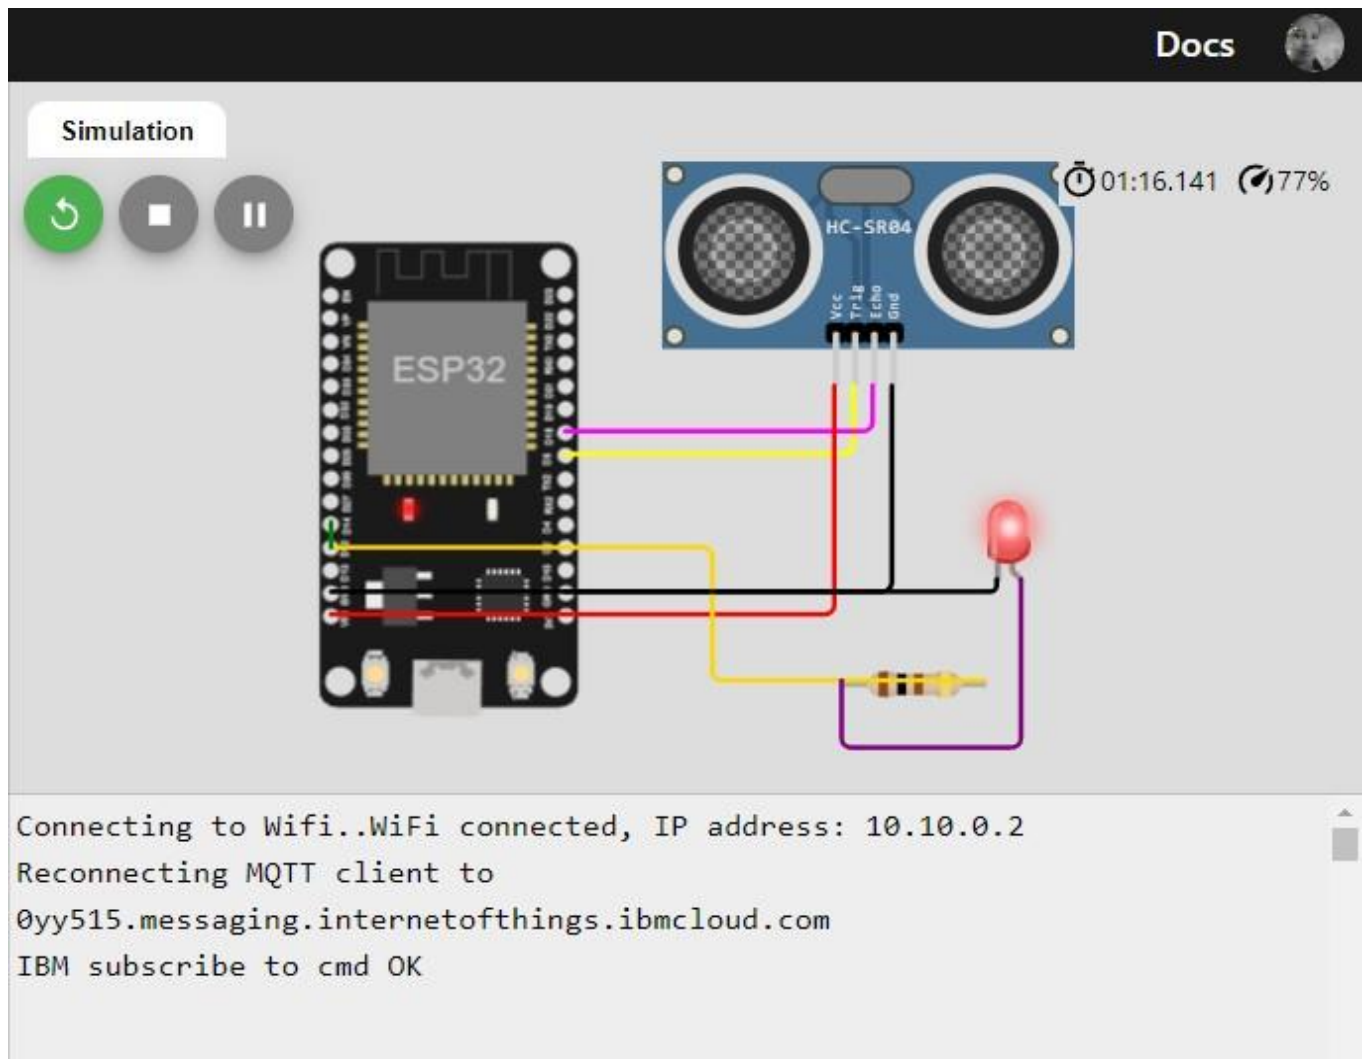 Docs
Simulation
01:16.141 77%
HC-SR04
Vcc
Trig
Echo
Gnd
ESP32
Connecting to Wifi..WiFi connected, IP address: 10.10.0.2
Reconnecting MQTT client to
0yy515.messaging.internetofthings.ibmcloud.com
IBM subscribe to cmd OK